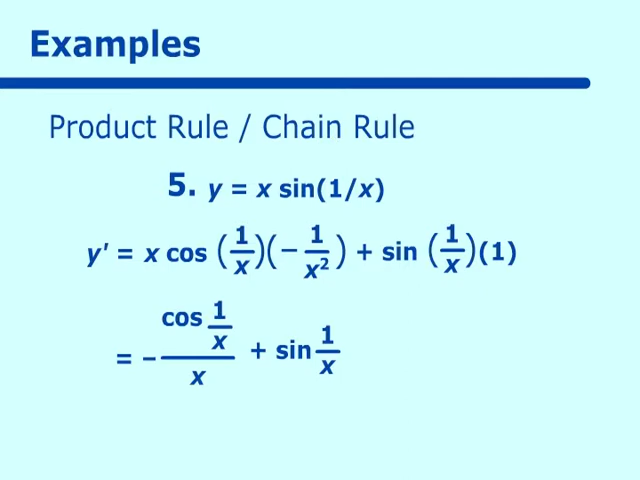 Examples
Product Rule / Chain Rule
5. y = x sin(1/x)
y' = x cos (1/x)(− 1/x²) + sin (1/x)(1)
= − (cos 1/x)/x + sin 1/x